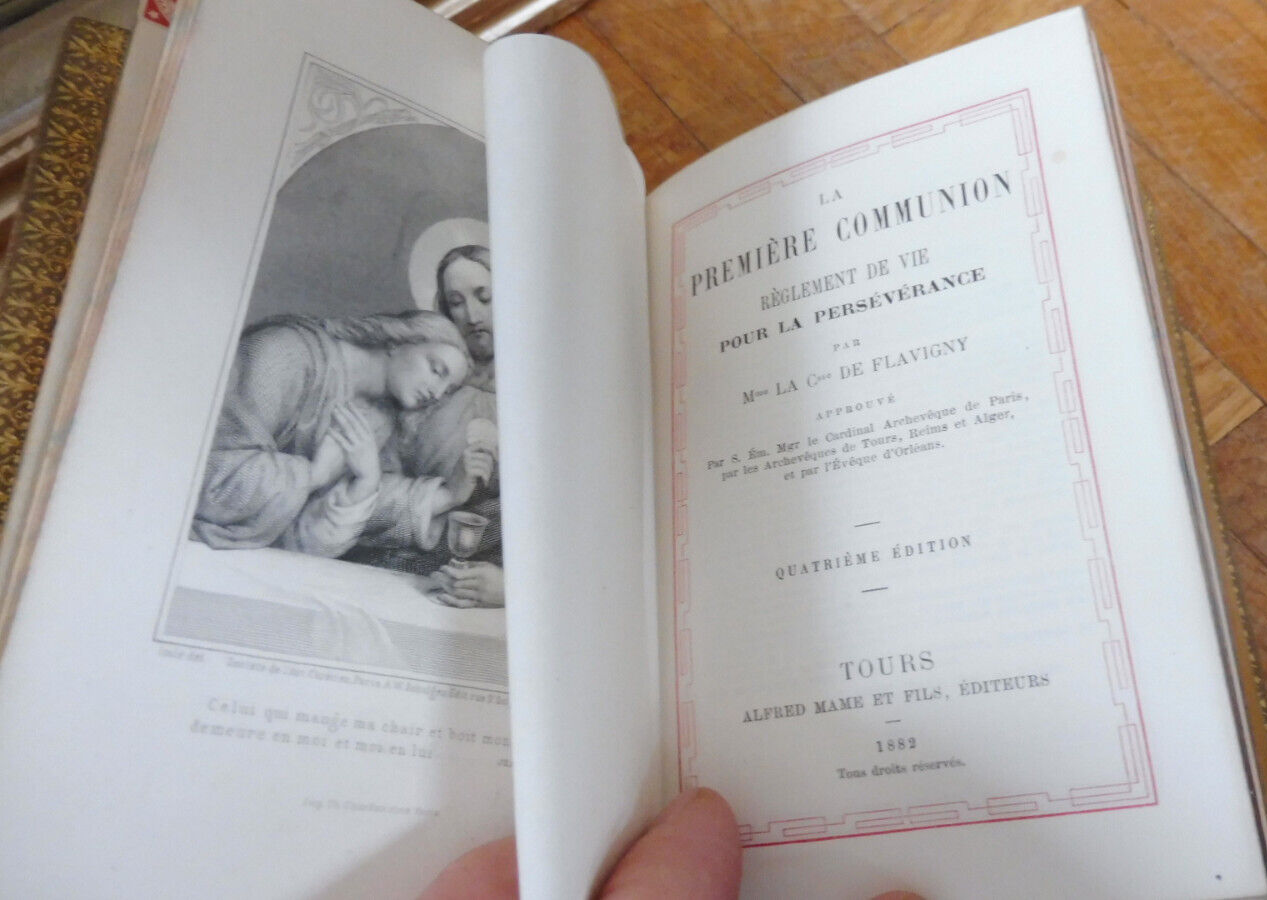 Celui qui mange ma chair et boit mon
demeure en moi et moi en lui
LA
PREMIÈRE COMMUNION
RÈGLEMENT DE VIE
POUR LA PERSÉVÉRANCE
PAR
Mme LA Csse DE FLAVIGNY
APPROUVÉ
Par S. Ém. Mgr le Cardinal Archevêque de Paris,
par les Archevêques de Tours, Reims et Alger,
et par l'Évêque d'Orléans.
QUATRIÈME ÉDITION
TOURS
ALFRED MAME ET FILS, ÉDITEURS
1882
Tous droits réservés.